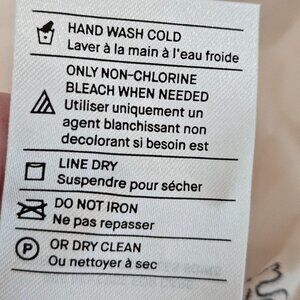 HAND WASH COLD
Laver à la main à l'eau froide
ONLY NON-CHLORINE
BLEACH WHEN NEEDED
Utiliser uniquement un
agent blanchissant non
decolorant si besoin est
LINE DRY
Suspendre pour sécher
DO NOT IRON
Ne pas repasser
P
OR DRY CLEAN
Ou nettoyer à sec